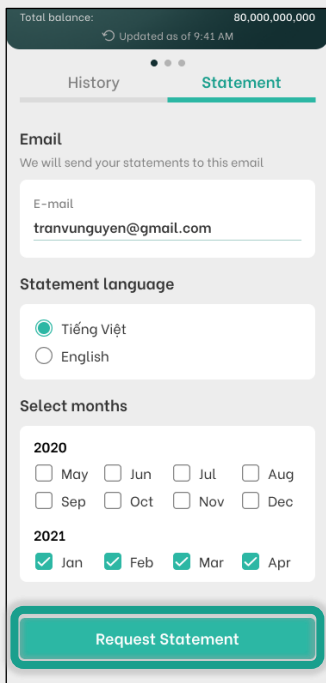 Total balance: 80,000,000,000
Updated as of 9:41 AM
History Statement
Email
We will send your statements to this email
E-mail
tranvunguyen@gmail.com
Statement language
Tiếng Việt
English
Select months
2020
May Jun Jul Aug
Sep Oct Nov Dec
2021
Jan Feb Mar Apr
Request Statement